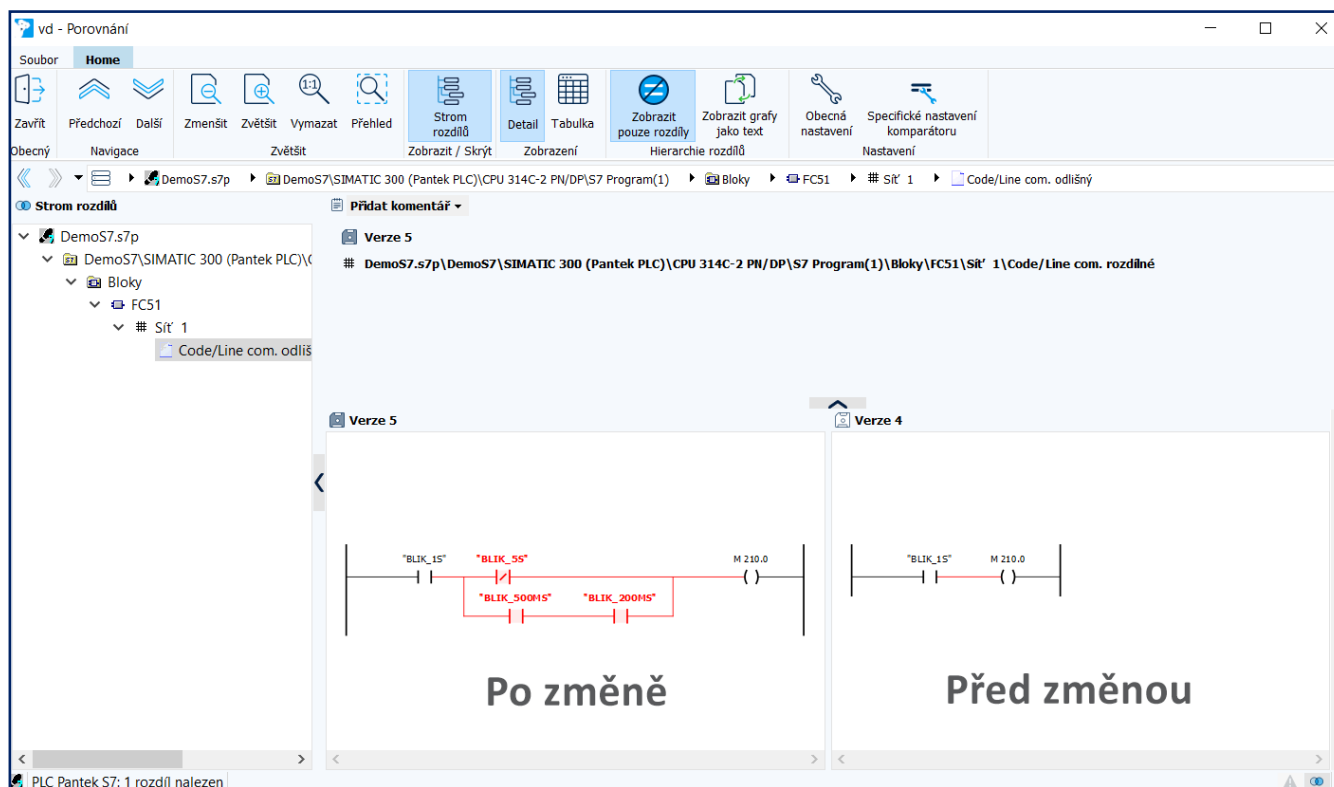 vd - Porovnání
Soubor Home
Zavřít Předchozí Další Zmenšit Zvětšit Vymazat Přehled Strom rozdílů Detail Tabulka Zobrazit pouze rozdíly Zobrazit grafy jako text Obecná nastavení Specifické nastavení komparátoru
Obecný Navigace Zvětšit Zobrazit / Skrýt Zobrazení Hierarchie rozdílů Nastavení
DemoS7.s7p DemoS7\SIMATIC 300 (Pantek PLC)\CPU 314C-2 PN/DP\S7 Program(1) Bloky FC51 Síť 1 Code/Line com. odlišný
Strom rozdílů
DemoS7.s7p
DemoS7\SIMATIC 300 (Pantek PLC)\
Bloky
FC51
Síť 1
Code/Line com. odliš
Přidat komentář
Verze 5
DemoS7.s7p\DemoS7\SIMATIC 300 (Pantek PLC)\CPU 314C-2 PN/DP\S7 Program(1)\Bloky\FC51\Síť 1\Code/Line com. rozdílné
Verze 5
"BLIK_1S" "BLIK_5S" M 210.0
"BLIK_500MS" "BLIK_200MS"
Po změně
Verze 4
"BLIK_1S" M 210.0
Před změnou
PLC Pantek S7: 1 rozdíl nalezen